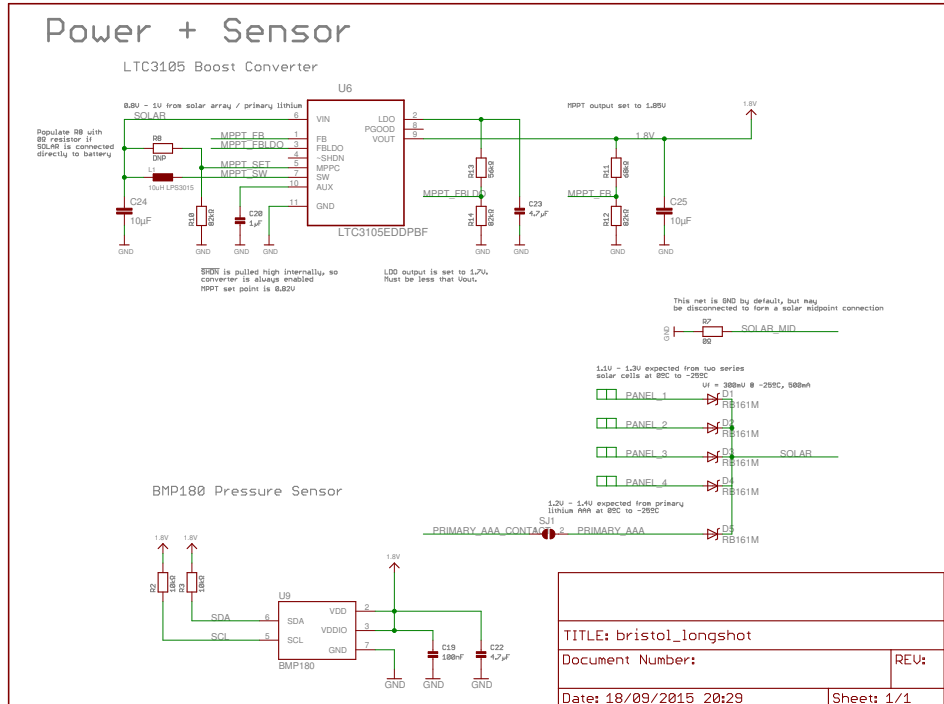 Power + Sensor
LTC3105 Boost Converter
U6
0.8V - 1V from solar array / primary lithium
SOLAR
MPPT output set to 1.85V
1.8V
Populate R8 with
0R resistor if
SOLAR is connected
directly to battery
R8
DNP
L1
10uH LPS3015
MPPT_FB
MPPT_FBLDO
MPPT_SET
MPPT_SW
6 VIN
1 FB
3 FBLDO
4 ~SHDN
5 MPPC
7 SW
10 AUX
11 GND
LDO 2
PGOOD 8
VOUT 9
LTC3105EDDPBF
1.8V
R13
56kΩ
R11
68kΩ
MPPT_FBLDO
MPPT_FB
C24
10µF
R10
82kΩ
C20
1µF
R14
82kΩ
C23
4.7µF
R12
82kΩ
C25
10µF
GND
GND
GND
GND
GND
GND
GND
GND
SHDN is pulled high internally, so
converter is always enabled
MPPT set point is 0.82V
LDO output is set to 1.7V.
Must be less that Vout.
This net is GND by default, but may
be disconnected to form a solar midpoint connection
GND
R7
0Ω
SOLAR_MID
1.1V - 1.3V expected from two series
solar cells at 0ºC to -25ºC
Vf = 300mV @ -25ºC, 500mA
PANEL_1
D1
RB161M
PANEL_2
D2
RB161M
PANEL_3
D3
RB161M
SOLAR
PANEL_4
D4
RB161M
1.2V - 1.4V expected from primary
lithium AAA at 0ºC to -25ºC
PRIMARY_AAA_CONTACT
SJ1
1
2
PRIMARY_AAA
D5
RB161M
BMP180 Pressure Sensor
1.8V
1.8V
1.8V
R2
10kΩ
R3
10kΩ
U9
SDA
SCL
6 SDA
5 SCL
VDD 2
VDDIO 3
GND 7
BMP180
C19
100nF
C22
4.7µF
GND
GND
GND
TITLE: bristol_longshot
Document Number:
REV:
Date: 18/09/2015 20:29
Sheet: 1/1